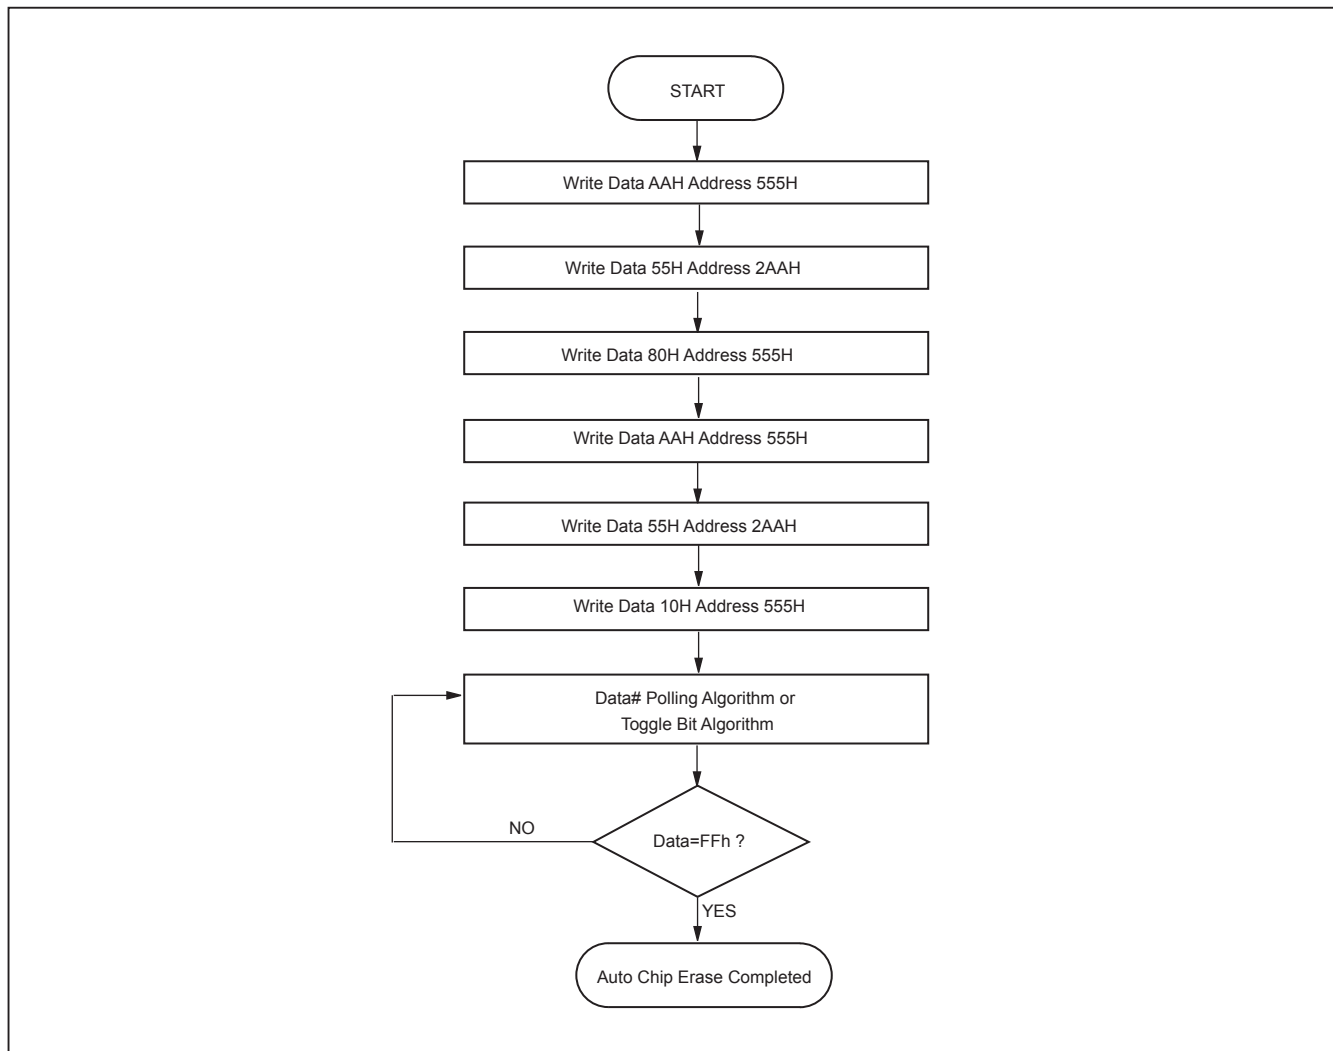 START
Write Data AAH Address 555H
Write Data 55H Address 2AAH
Write Data 80H Address 555H
Write Data AAH Address 555H
Write Data 55H Address 2AAH
Write Data 10H Address 555H
Data# Polling Algorithm or
Toggle Bit Algorithm
NO
Data=FFh ?
YES
Auto Chip Erase Completed